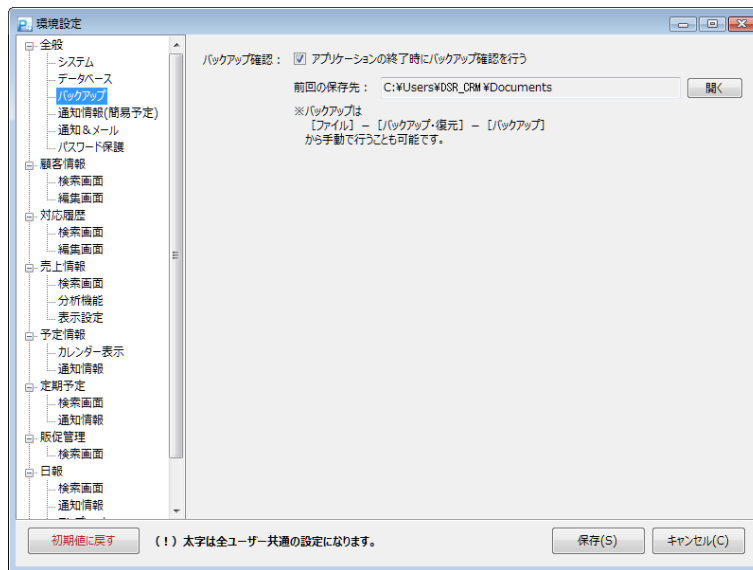 環境設定
全般
システム
データベース
バックアップ
通知情報(簡易予定)
通知&メール
パスワード保護
顧客情報
検索画面
編集画面
対応履歴
検索画面
編集画面
売上情報
検索画面
分析機能
表示設定
予定情報
カレンダー表示
通知情報
定期予定
検索画面
通知情報
販促管理
検索画面
日報
検索画面
通知情報
バックアップ確認: アプリケーションの終了時にバックアップ確認を行う
前回の保存先: C:¥Users¥DSR_CRM¥Documents 開く
※バックアップは
[ファイル] − [バックアップ・復元] − [バックアップ]
から手動で行うことも可能です。
初期値に戻す (!)太字は全ユーザー共通の設定になります。 保存(S) キャンセル(C)